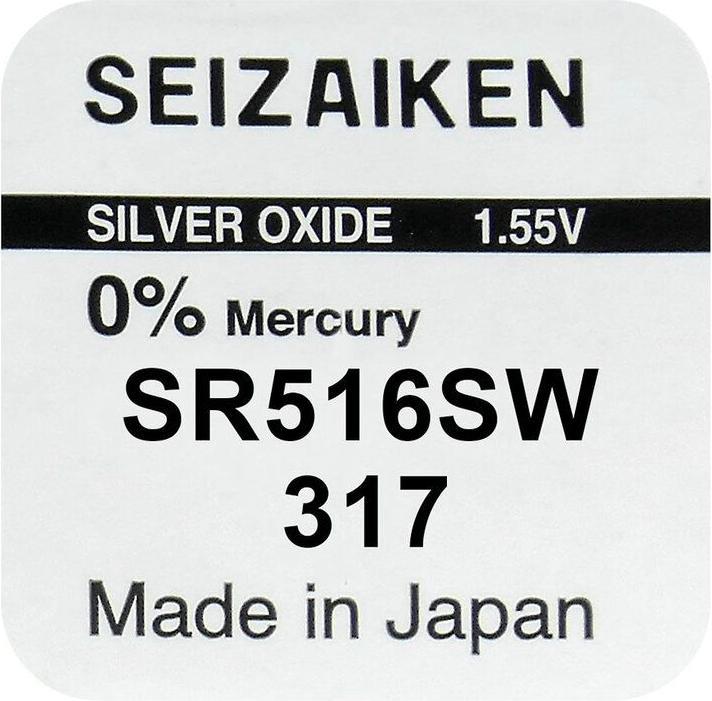 SEIZAIKEN
SILVER OXIDE 1.55V
0% Mercury
SR516SW
317
Made in Japan